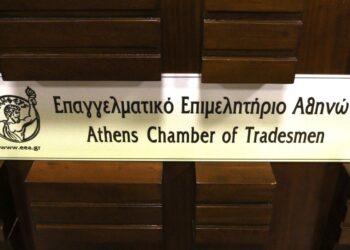 Επαγγελματικό Επιμελητήριο Αθηνώ
Athens Chamber of Tradesmen
www.eea.gr